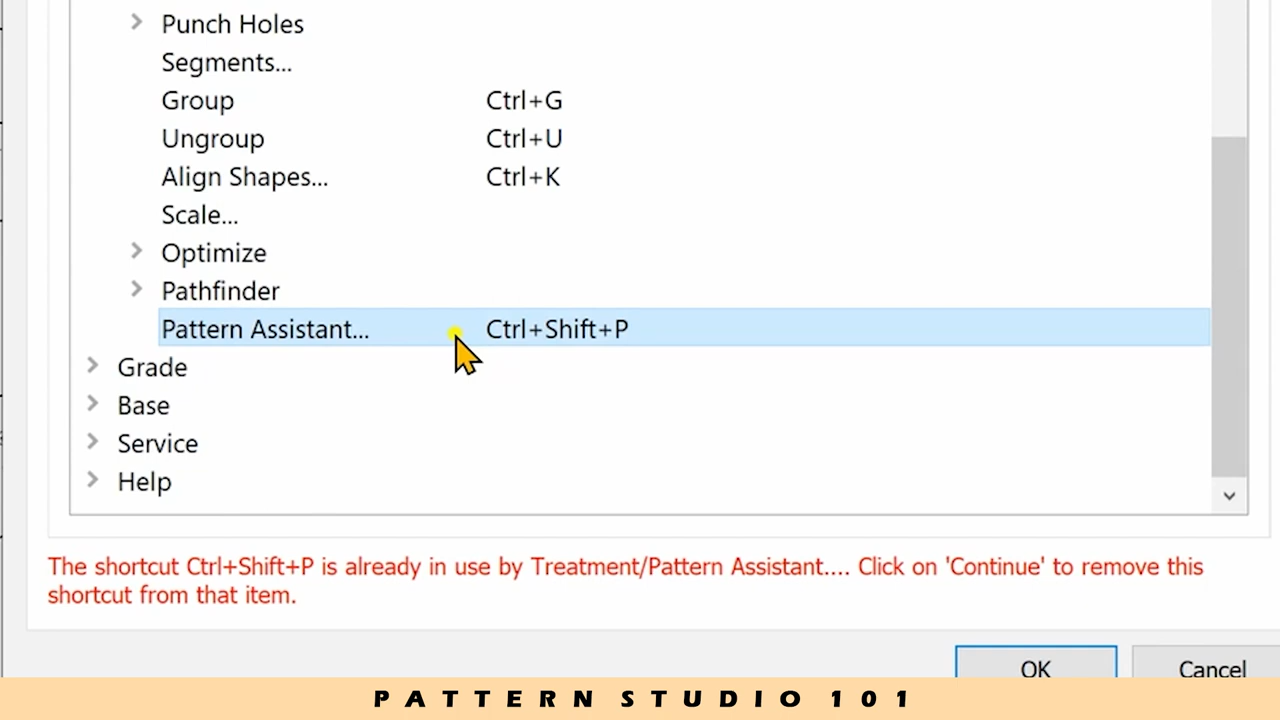 Punch Holes
Segments...
Group Ctrl+G
Ungroup Ctrl+U
Align Shapes... Ctrl+K
Scale...
Optimize
Pathfinder
Pattern Assistant... Ctrl+Shift+P
Grade
Base
Service
Help
The shortcut Ctrl+Shift+P is already in use by Treatment/Pattern Assistant.... Click on 'Continue' to remove this
shortcut from that item.
OK Cancel
PATTERN STUDIO 101